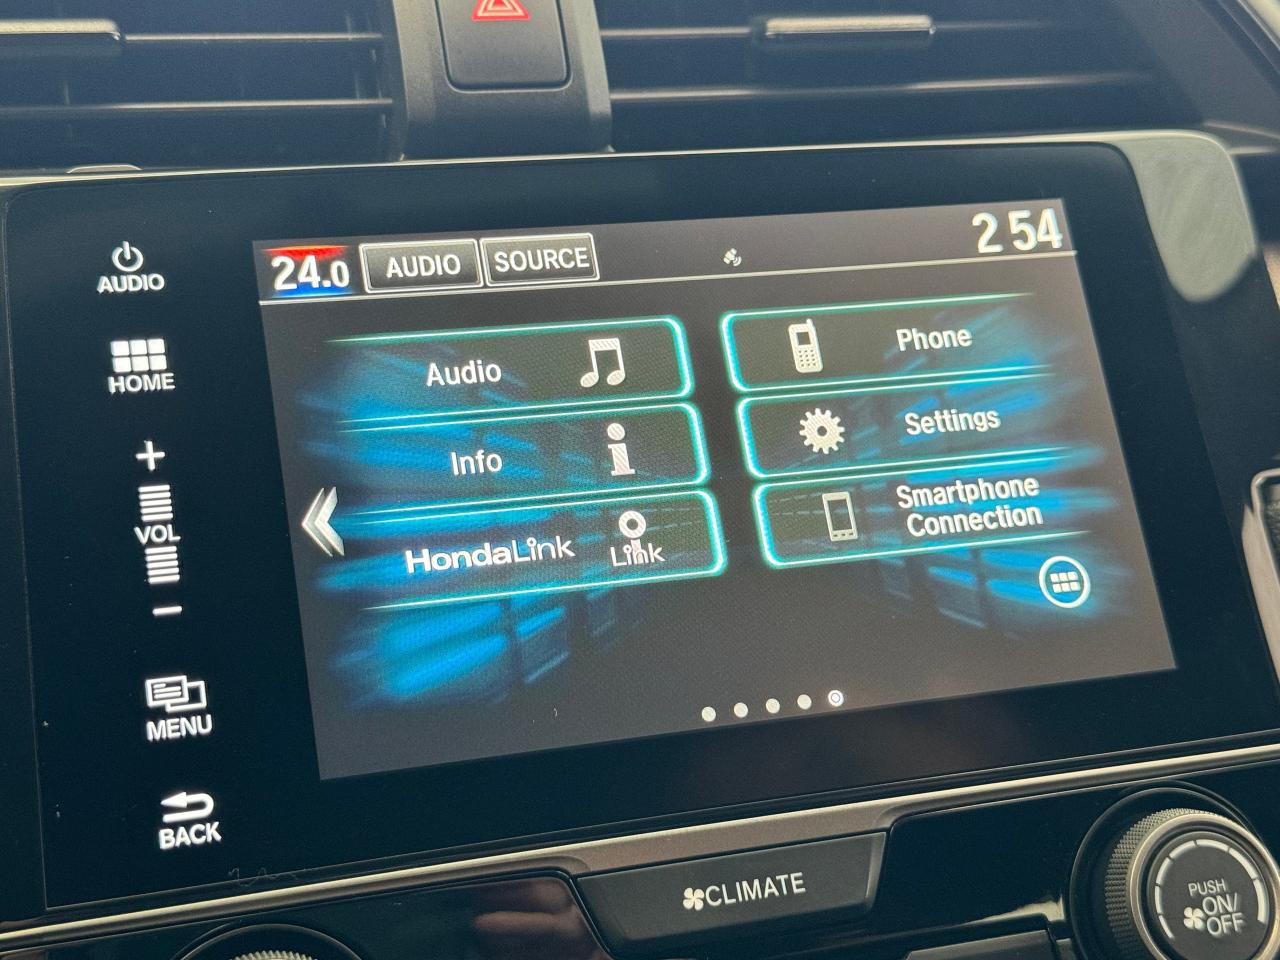 24.0 AUDIO SOURCE 2 54
AUDIO
HOME
+
VOL
−
MENU
BACK
Audio
Info
HondaLink Link
Phone
Settings
Smartphone
Connection
CLIMATE
PUSH
ON/
OFF